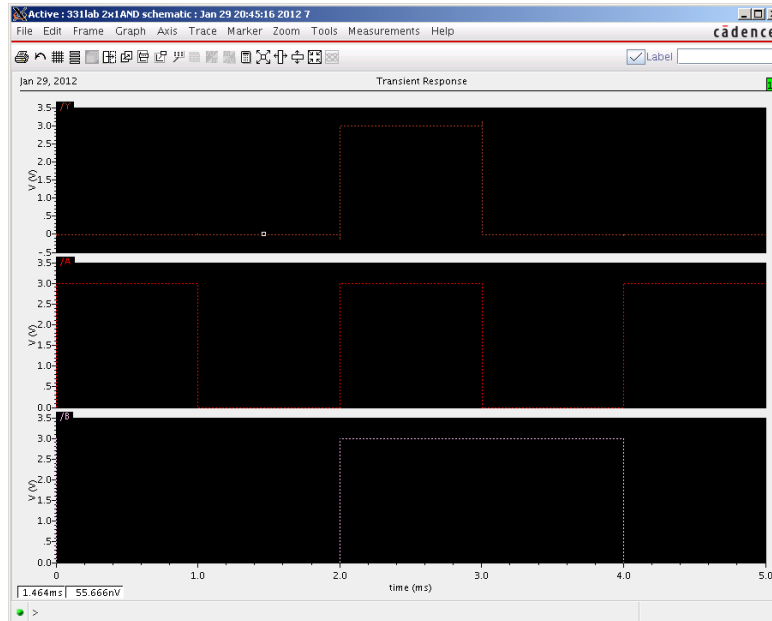 Active : 331lab 2x1AND schematic : Jan 29 20:45:16 2012 7
File Edit Frame Graph Axis Trace Marker Zoom Tools Measurements Help
cādence
Label
Jan 29, 2012
Transient Response
1
/Y
3.5
3.0
2.5
2.0
1.5
1.0
.5
0
-.5
V (V)
/A
3.5
3.0
2.5
2.0
1.5
1.0
.5
0.0
V (V)
/B
3.5
3.0
2.5
2.0
1.5
1.0
.5
0.0
V (V)
0 1.0 2.0 3.0 4.0 5.0
time (ms)
1.464ms 55.666nV
>